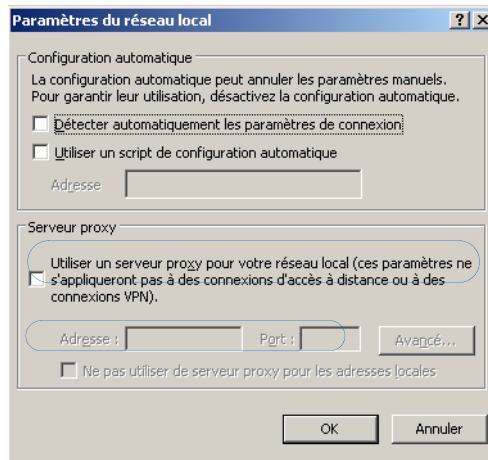 Paramètres du réseau local
Configuration automatique
La configuration automatique peut annuler les paramètres manuels.
Pour garantir leur utilisation, désactivez la configuration automatique.
Détecter automatiquement les paramètres de connexion
Utiliser un script de configuration automatique
Adresse
Serveur proxy
Utiliser un serveur proxy pour votre réseau local (ces paramètres ne
s'appliqueront pas à des connexions d'accès à distance ou à des
connexions VPN).
Adresse : Port : Avancé...
Ne pas utiliser de serveur proxy pour les adresses locales
OK Annuler